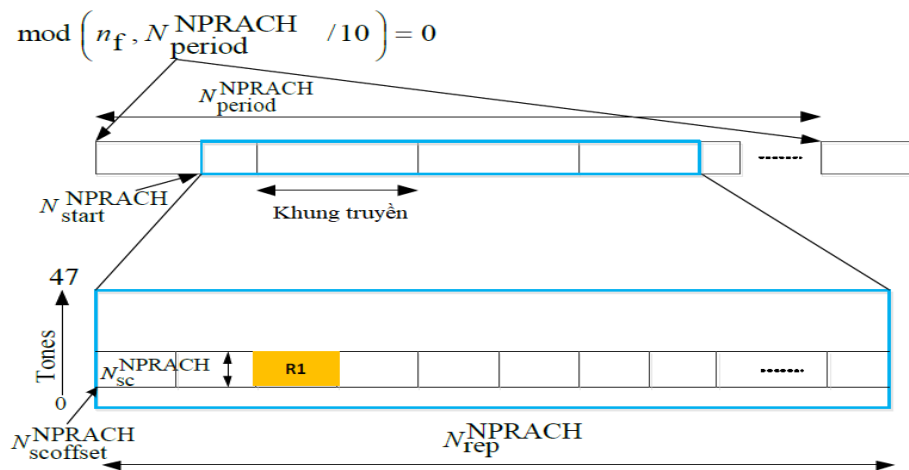 mod ( n_f , N_period^NPRACH / 10 ) = 0
N_period^NPRACH
N_start^NPRACH
Khung truyền
47
Tones
0
N_sc^NPRACH
R1
N_scoffset^NPRACH
N_rep^NPRACH